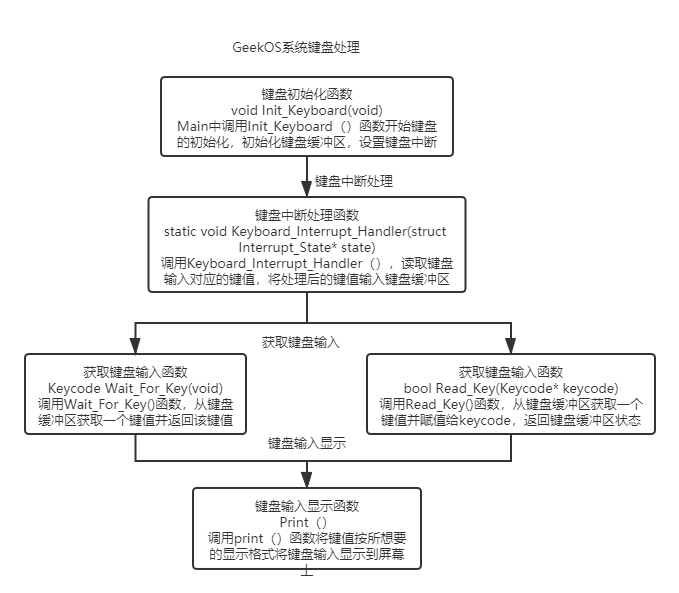 GeekOS系统键盘处理
键盘初始化函数
void Init_Keyboard(void)
Main中调用Init_Keyboard（）函数开始键盘
的初始化，初始化键盘缓冲区，设置键盘中断
键盘中断处理
键盘中断处理函数
static void Keyboard_Interrupt_Handler(struct
Interrupt_State* state)
调用Keyboard_Interrupt_Handler（），读取键盘
输入对应的键值，将处理后的键值输入键盘缓冲区
获取键盘输入
获取键盘输入函数
Keycode Wait_For_Key(void)
调用Wait_For_Key()函数，从键盘
缓冲区获取一个键值并返回该键值
获取键盘输入函数
bool Read_Key(Keycode* keycode)
调用Read_Key()函数，从键盘缓冲区获取一个
键值并赋值给keycode，返回键盘缓冲区状态
键盘输入显示
键盘输入显示函数
Print（）
调用print（）函数将键值按所想要
的显示格式将键盘输入显示到屏幕
上